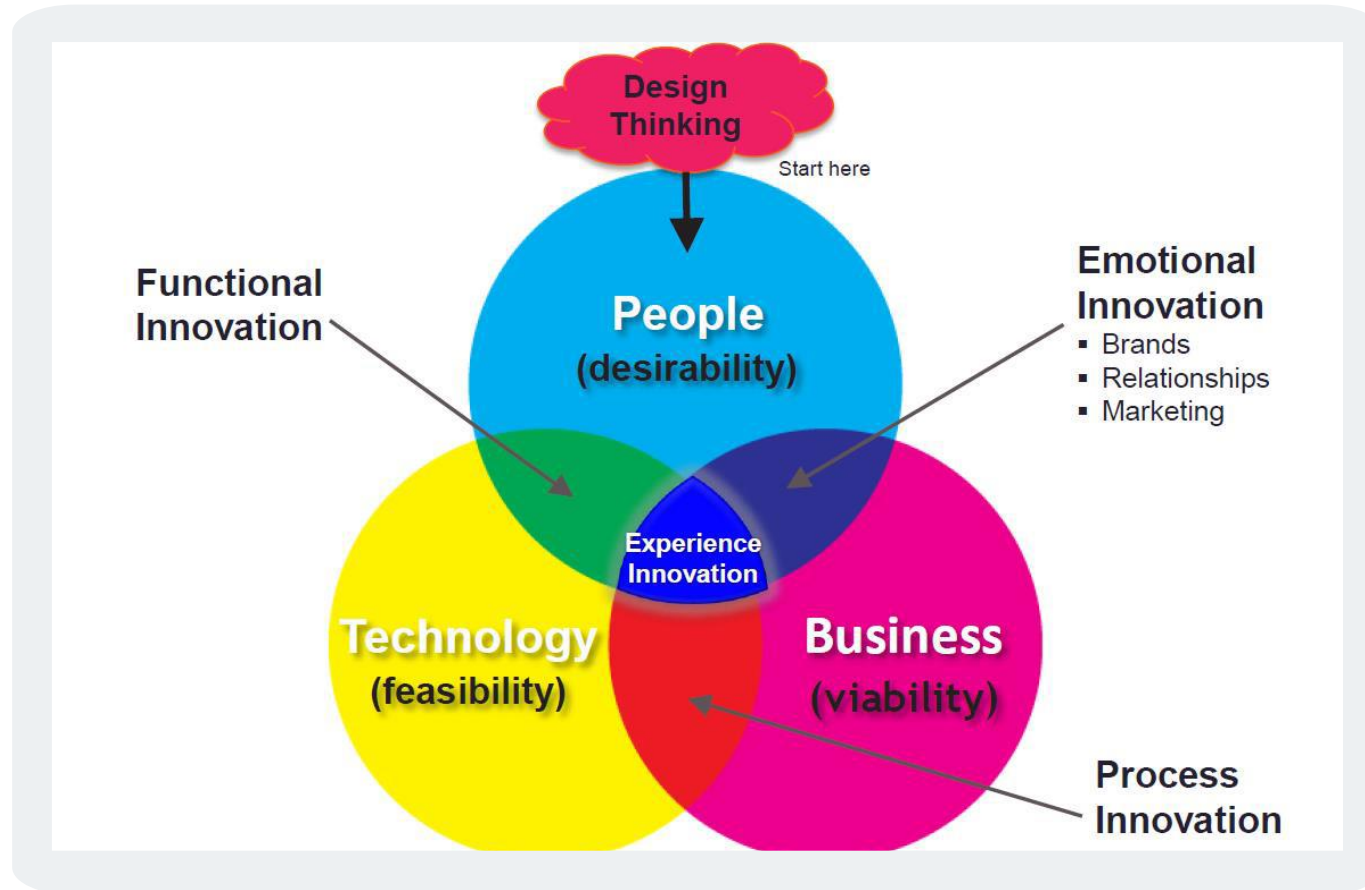 Design
Thinking
Start here
Functional
Innovation
Emotional
Innovation
▪ Brands
▪ Relationships
▪ Marketing
People
(desirability)
Experience
Innovation
Technology
(feasibility)
Business
(viability)
Process
Innovation